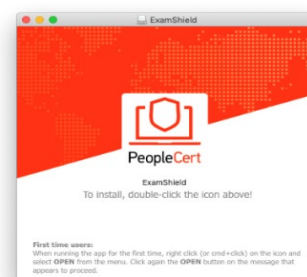 ExamShield
PeopleCert
ExamShield
To install, double-click the icon above!
First time users:
When running the app for the first time, right click (or cmd+click) on the icon and
select OPEN from the menu. Click again the OPEN button on the message that
appears to proceed.